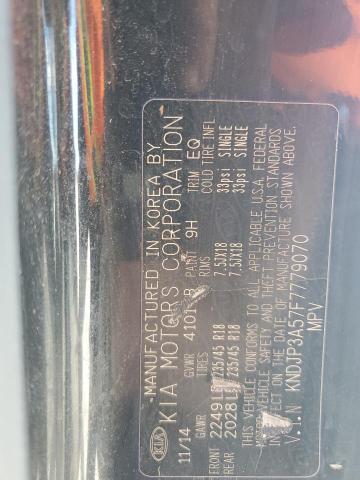 KIA
MANUFACTURED IN KOREA BY
KIA MOTORS CORPORATION
11/14 GVWR 4101 PAINT 9H TRIM EQ
GAWR TIRES RIMS COLD TIRE INFL
FRONT 2249 235/45 R18 7.5JX18 33psi SINGLE
REAR 2028 235/45 R18 7.5JX18 33psi SINGLE
THIS VEHICLE CONFORMS TO ALL APPLICABLE U.S.A. FEDERAL
MOTOR VEHICLE SAFETY AND THEFT PREVENTION STANDARDS
IN EFFECT ON THE DATE OF MANUFACTURE SHOWN ABOVE.
V.I.N KNDJP3A57F7779070
MPV